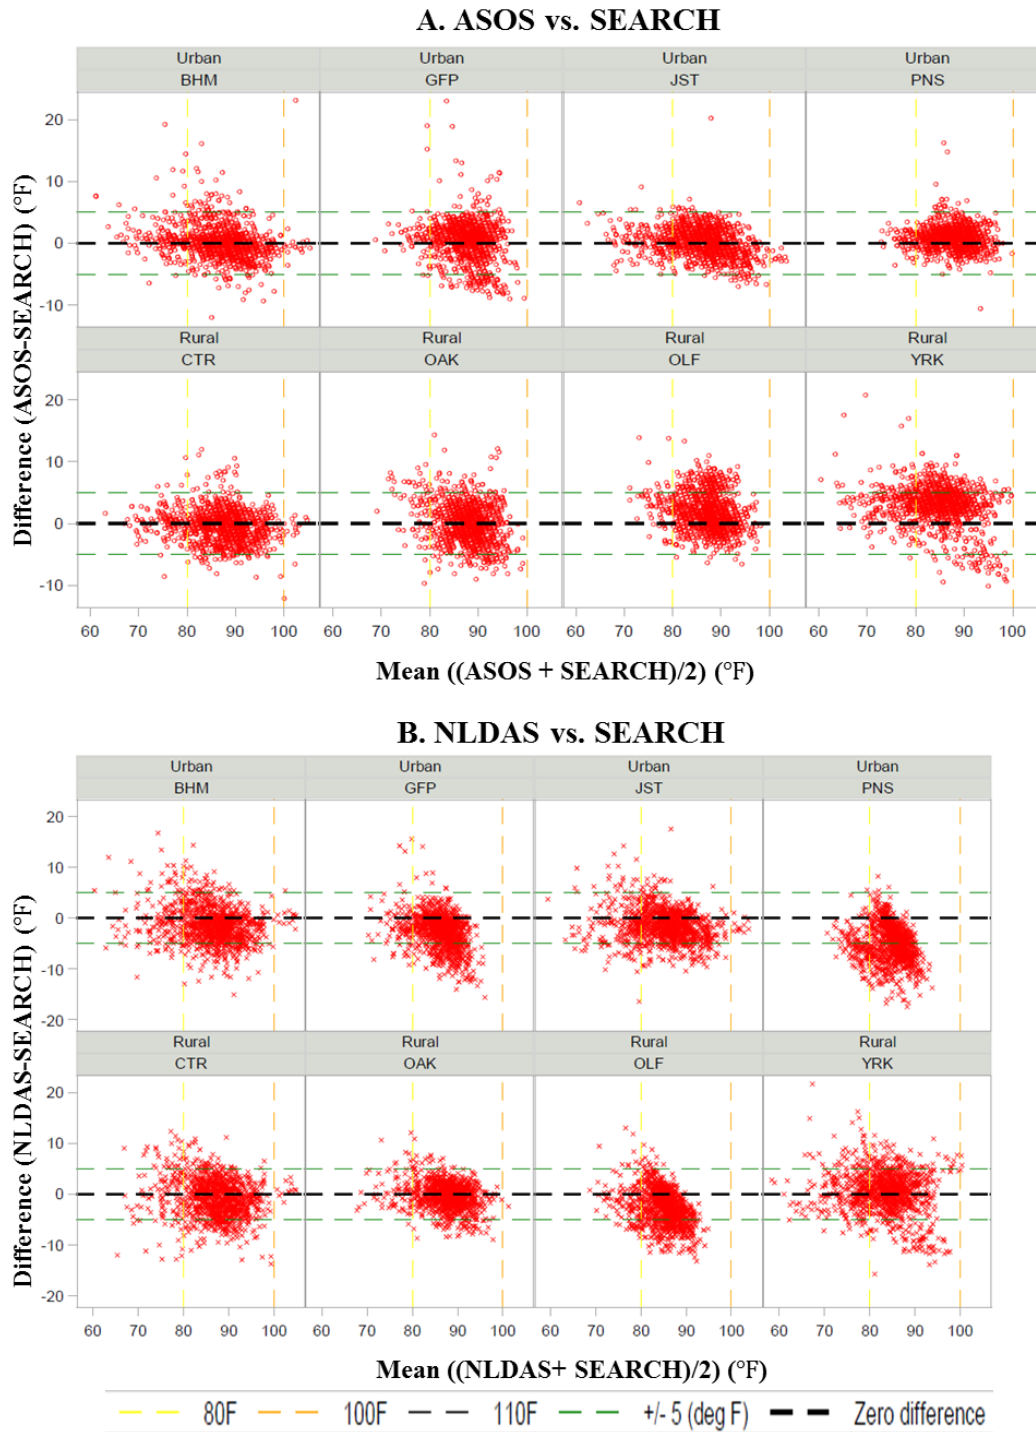 A. ASOS vs. SEARCH
Urban Urban Urban Urban
BHM GFP JST PNS
20
10
0
-10
Rural Rural Rural Rural
CTR OAK OLF YRK
20
10
0
-10
Difference (ASOS-SEARCH) (°F)
60 70 80 90 100 60 70 80 90 100 60 70 80 90 100 60 70 80 90 100
Mean ((ASOS + SEARCH)/2) (°F)
B. NLDAS vs. SEARCH
Urban Urban Urban Urban
BHM GFP JST PNS
20
10
0
-10
-20
Rural Rural Rural Rural
CTR OAK OLF YRK
20
10
0
-10
-20
Difference (NLDAS-SEARCH) (°F)
60 70 80 90 100 60 70 80 90 100 60 70 80 90 100 60 70 80 90 100
Mean ((NLDAS+ SEARCH)/2) (°F)
80F 100F 110F +/- 5 (deg F) Zero difference